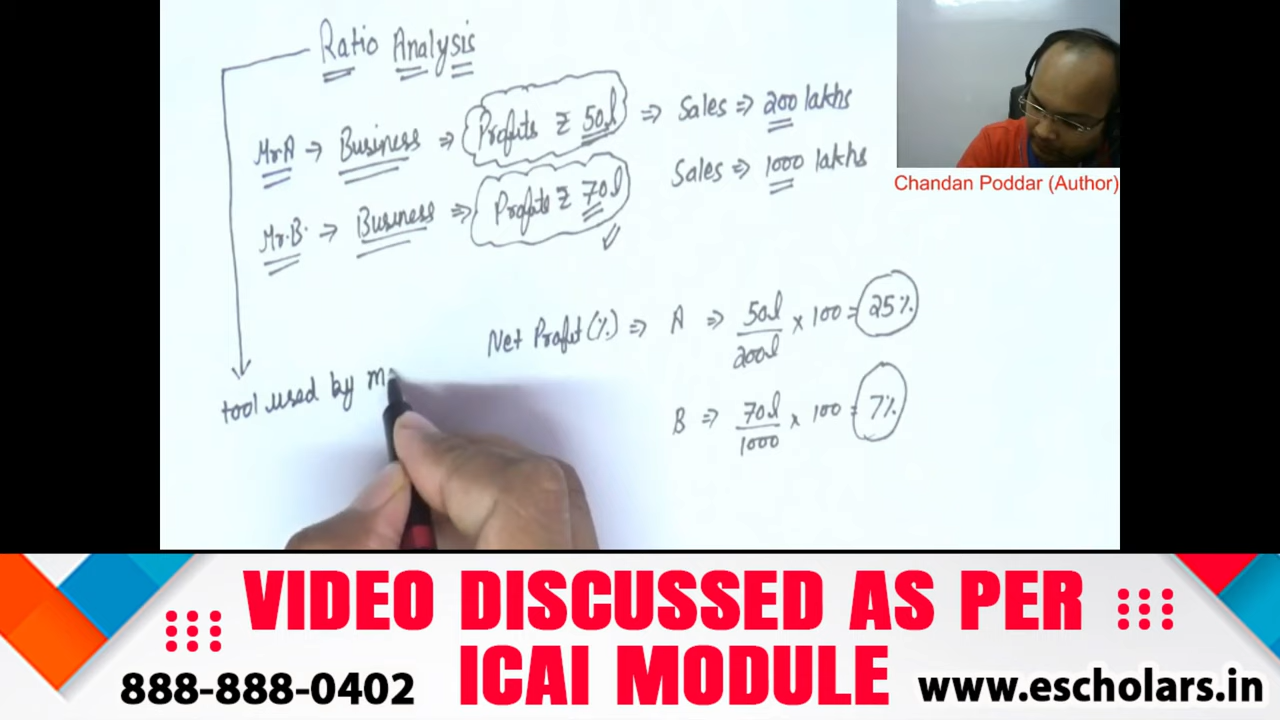 Ratio Analysis
Mr.A ⇒ Business ⇒ Profits ₹ 50l ⇒ Sales ⇒ 200 lakhs
Mr.B. ⇒ Business ⇒ Profits ₹ 70l Sales ⇒ 1000 lakhs
Net Profit (%) ⇒ A ⇒ 50l/200l × 100 = 25%
B ⇒ 70l/1000 × 100 = 7%
tool used by m
Chandan Poddar (Author)
VIDEO DISCUSSED AS PER
ICAI MODULE
888-888-0402
www.escholars.in